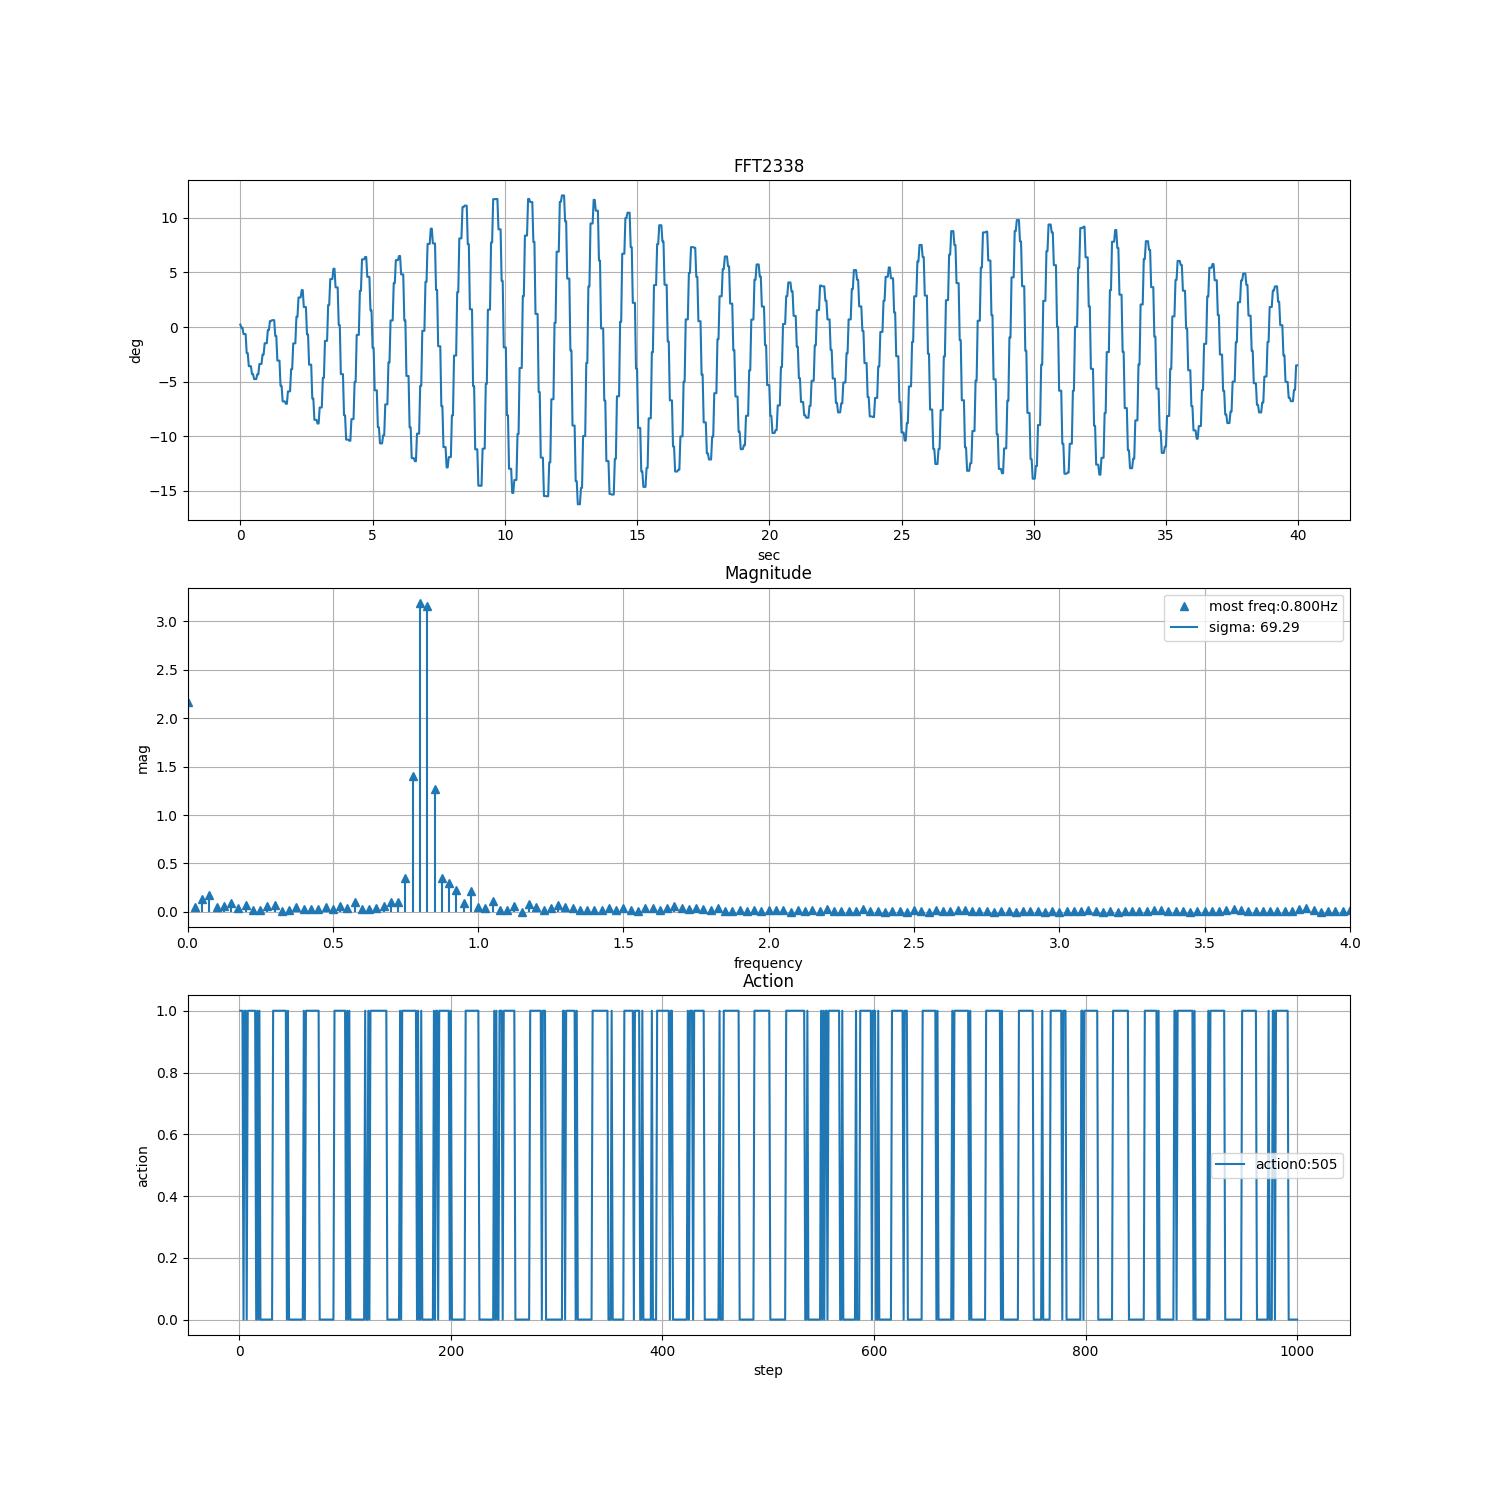 FFT2338
10
5
0
−5
−10
−15
deg
0 5 10 15 20 25 30 35 40
sec
Magnitude
most freq:0.800Hz
sigma: 69.29
3.0
2.5
2.0
1.5
1.0
0.5
0.0
mag
0.0 0.5 1.0 1.5 2.0 2.5 3.0 3.5 4.0
frequency
Action
1.0
0.8
0.6
0.4
0.2
0.0
action
action0:505
0 200 400 600 800 1000
step